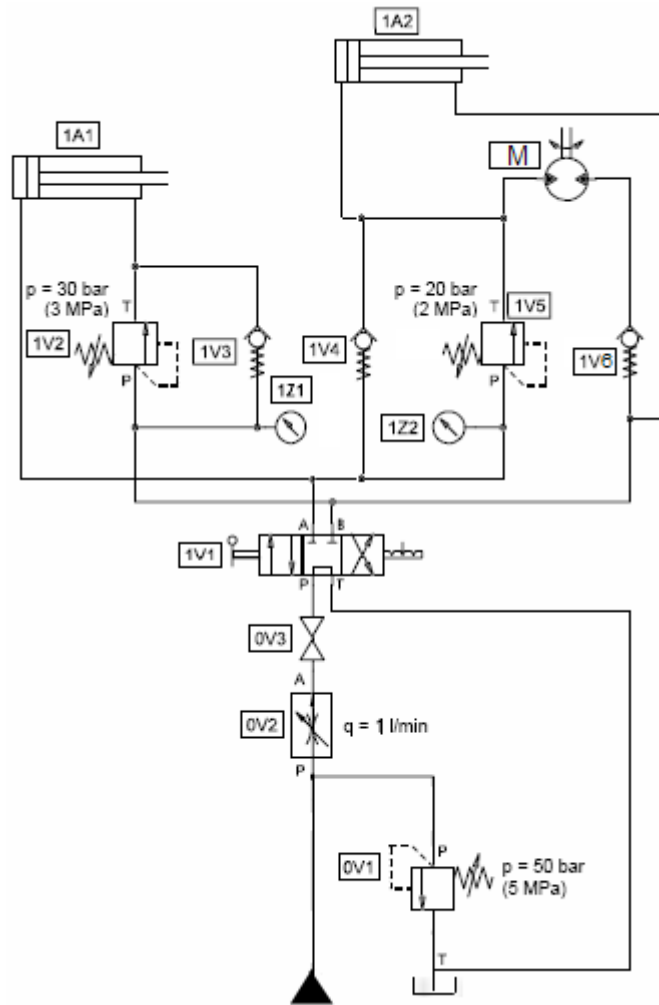 1A2
1A1
M
p = 30 bar
(3 MPa)
T
1V2
P
1V3
1Z1
1V4
p = 20 bar
(2 MPa)
T
1V5
P
1Z2
1V6
A B
1V1
P T
0V3
A
0V2
q = 1 l/min
P
0V1
P
p = 50 bar
(5 MPa)
T